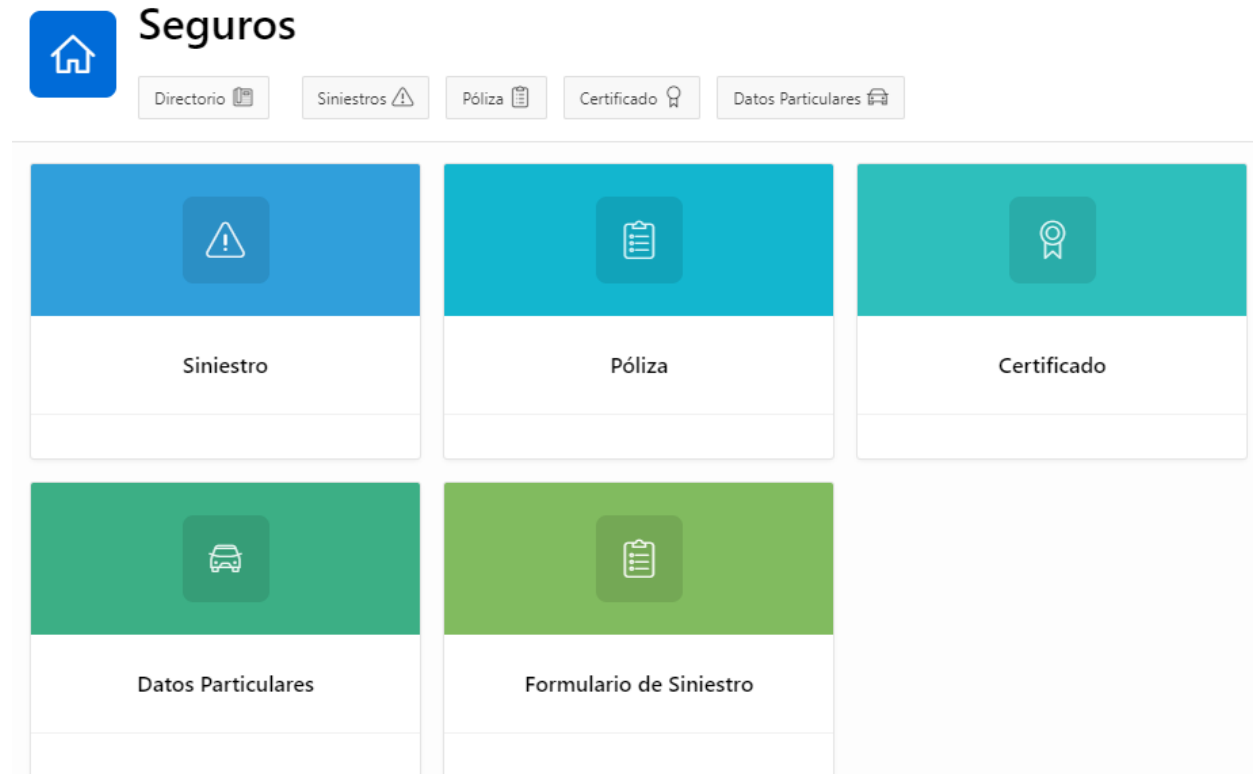 Seguros
Directorio Siniestros Póliza Certificado Datos Particulares
Siniestro Póliza Certificado
Datos Particulares Formulario de Siniestro